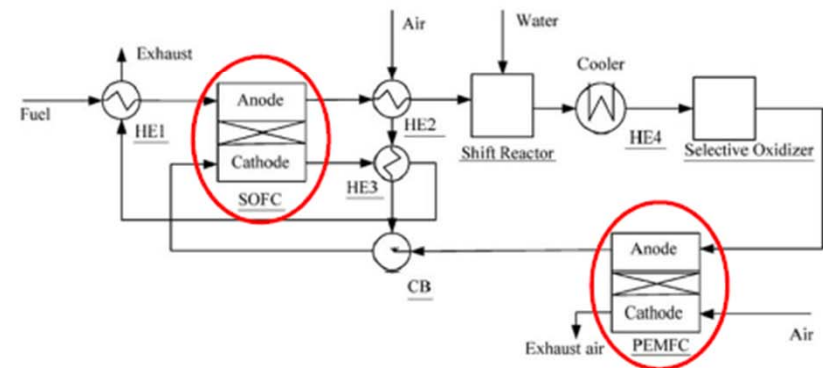 Air
Water
Exhaust
Cooler
Fuel
Anode
HE1
HE2
Cathode
HE3
SOFC
Shift Reactor
HE4
Selective Oxidizer
CB
Anode
Cathode
Air
Exhaust air
PEMFC